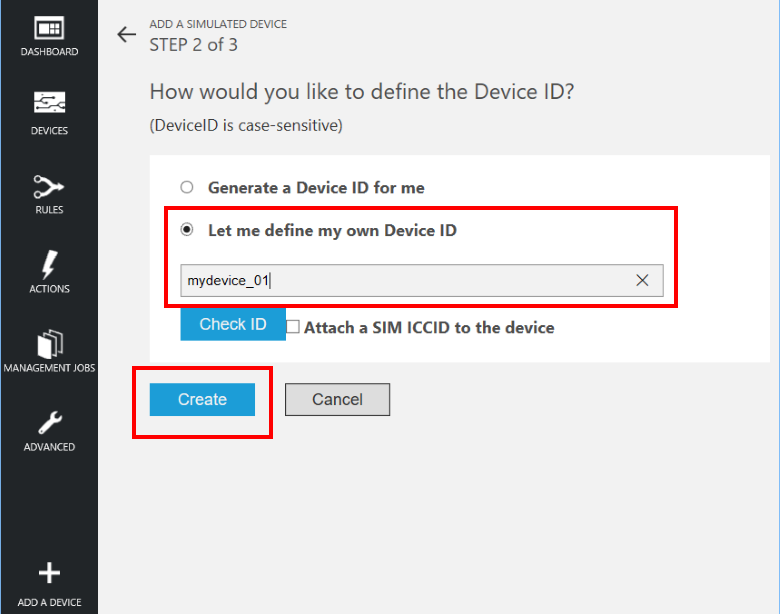 DASHBOARD
DEVICES
RULES
ACTIONS
MANAGEMENT JOBS
ADVANCED
ADD A DEVICE
ADD A SIMULATED DEVICE
STEP 2 of 3
How would you like to define the Device ID?
(DeviceID is case-sensitive)
Generate a Device ID for me
Let me define my own Device ID
mydevice_01
Check ID
Attach a SIM ICCID to the device
Create
Cancel